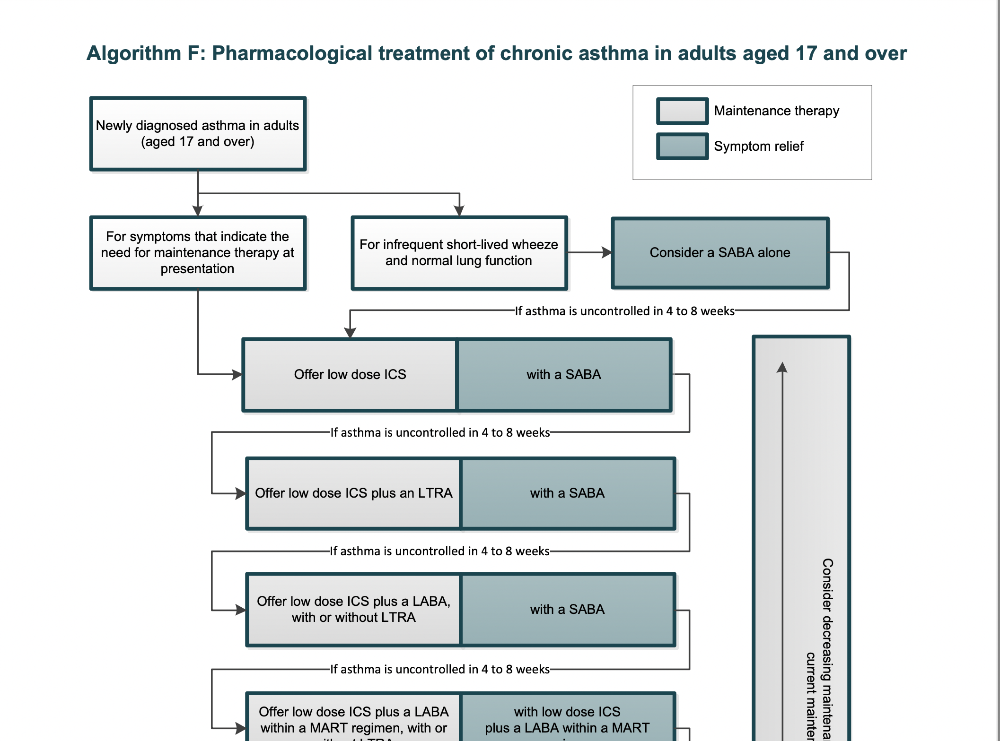 Algorithm F: Pharmacological treatment of chronic asthma in adults aged 17 and over
Maintenance therapy
Symptom relief
Newly diagnosed asthma in adults
(aged 17 and over)
For symptoms that indicate the
need for maintenance therapy at
presentation
For infrequent short-lived wheeze
and normal lung function
Consider a SABA alone
If asthma is uncontrolled in 4 to 8 weeks
Offer low dose ICS
with a SABA
If asthma is uncontrolled in 4 to 8 weeks
Offer low dose ICS plus an LTRA
with a SABA
If asthma is uncontrolled in 4 to 8 weeks
Offer low dose ICS plus a LABA,
with or without LTRA
with a SABA
If asthma is uncontrolled in 4 to 8 weeks
Offer low dose ICS plus a LABA
within a MART regimen, with or
with low dose ICS
plus a LABA within a MART
Consider decreasing
current